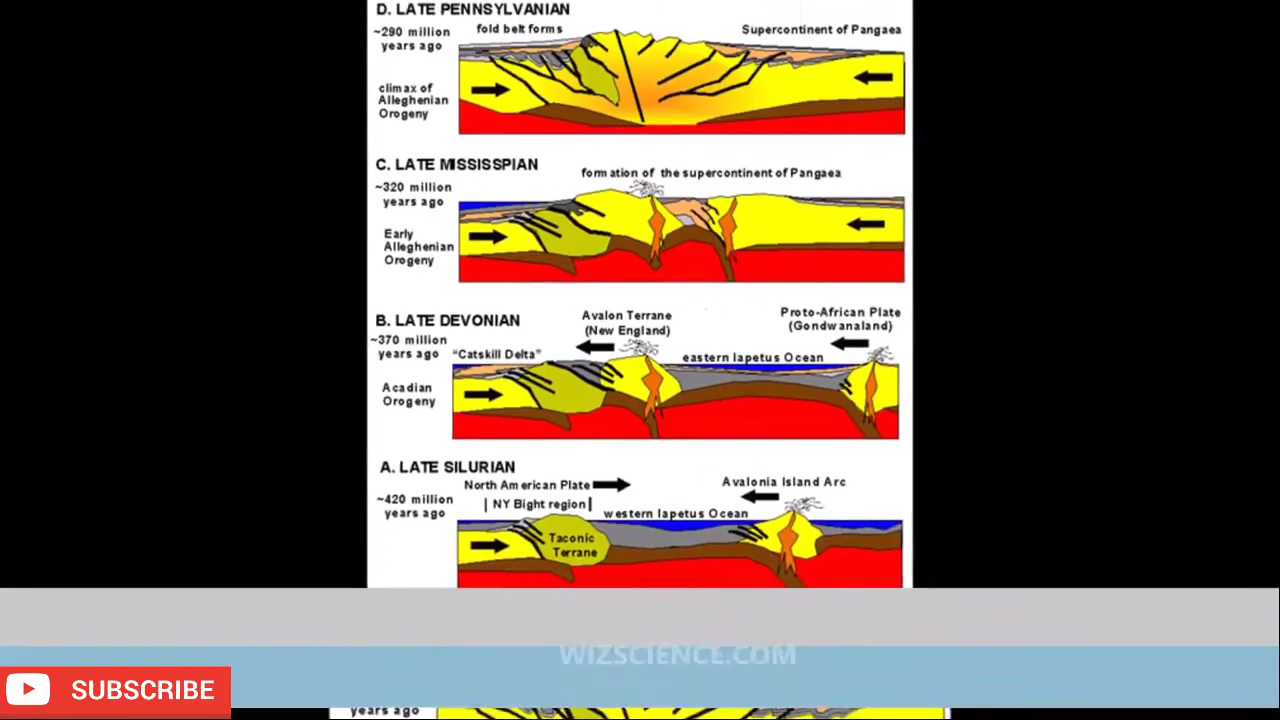 D. LATE PENNSYLVANIAN
~290 million
years ago
fold belt forms
Supercontinent of Pangaea
climax of
Alleghenian
Orogeny
C. LATE MISSISSPIAN
~320 million
years ago
formation of the supercontinent of Pangaea
Early
Alleghenian
Orogeny
B. LATE DEVONIAN
~370 million
years ago
"Catskill Delta"
Avalon Terrane
(New England)
eastern Iapetus Ocean
Proto-African Plate
(Gondwanaland)
Acadian
Orogeny
A. LATE SILURIAN
~420 million
years ago
North American Plate
NY Bight region
western Iapetus Ocean
Avalonia Island Arc
Taconic
Terrane
WIZSCIENCE.COM
SUBSCRIBE
years ago